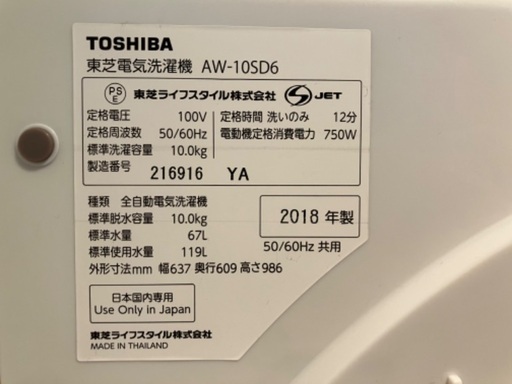 TOSHIBA
東芝電気洗濯機 AW-10SD6
PSE 東芝ライフスタイル株式会社 S JET
定格電圧 100V 定格時間 洗いのみ 12分
定格周波数 50/60Hz 電動機定格消費電力 750W
標準洗濯容量 10.0kg
製造番号 216916 YA
種類 全自動電気洗濯機
標準脱水容量 10.0kg
2018 年製
標準水量 67L
50/60Hz 共用
標準使用水量 119L
外形寸法mm 幅637 奥行609 高さ986
日本国内専用
Use Only in Japan
東芝ライフスタイル株式会社
MADE IN THAILAND